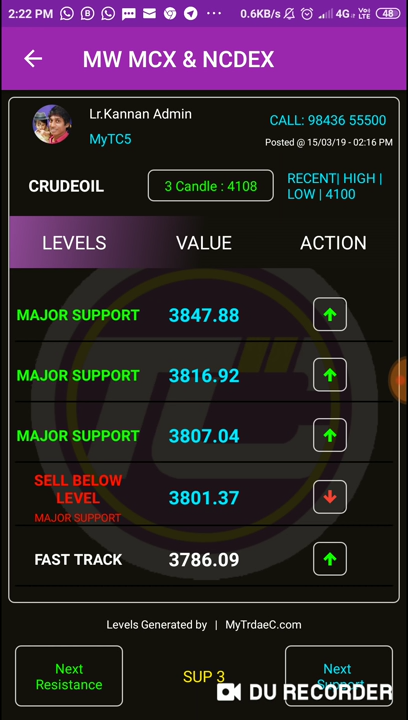 2:22 PM ... 0.6KB/s 4G VoLTE 48
MW MCX & NCDEX
Lr.Kannan Admin
MyTC5
CALL: 98436 55500
Posted @ 15/03/19 - 02:16 PM
CRUDEOIL
3 Candle : 4108
RECENT| HIGH |
LOW | 4100
LEVELS VALUE ACTION
MAJOR SUPPORT 3847.88
MAJOR SUPPORT 3816.92
MAJOR SUPPORT 3807.04
SELL BELOW
LEVEL
3801.37
MAJOR SUPPORT
FAST TRACK 3786.09
Levels Generated by | MyTrdaeC.com
Next
Resistance
SUP 3
Next
Support
DU RECORDER